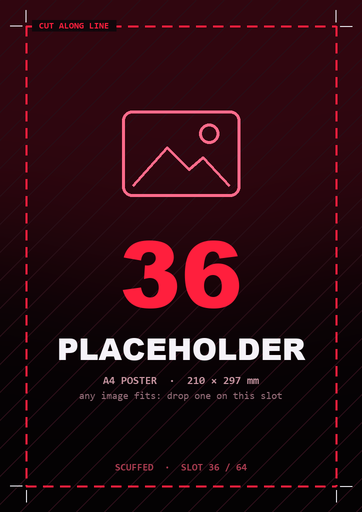 CUT ALONG LINE
36
PLACEHOLDER
A4 POSTER · 210 × 297 mm
any image fits: drop one on this slot
SCUFFED · SLOT 36 / 64